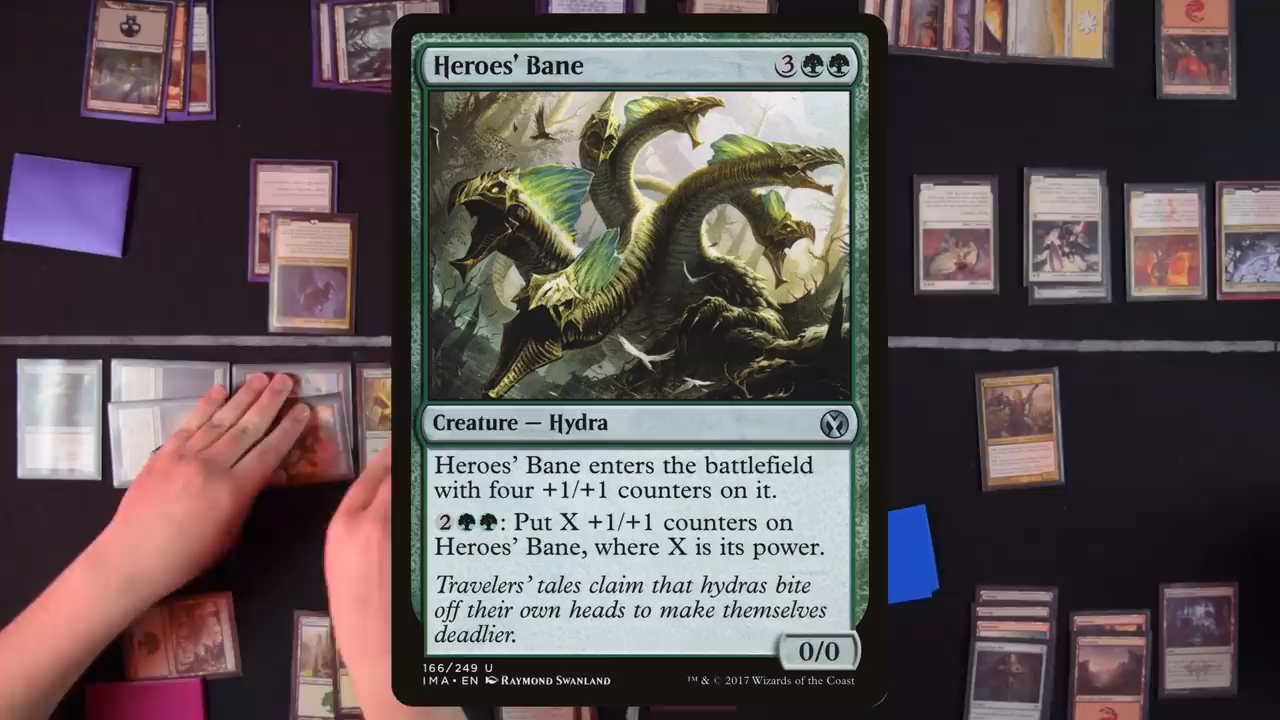 Heroes' Bane 3
Creature — Hydra
Heroes' Bane enters the battlefield
with four +1/+1 counters on it.
2: Put X +1/+1 counters on
Heroes' Bane, where X is its power.
Travelers' tales claim that hydras bite
off their own heads to make themselves
deadlier.
0/0
166/249 U
IMA • EN Raymond Swanland
™ & © 2017 Wizards of the Coast